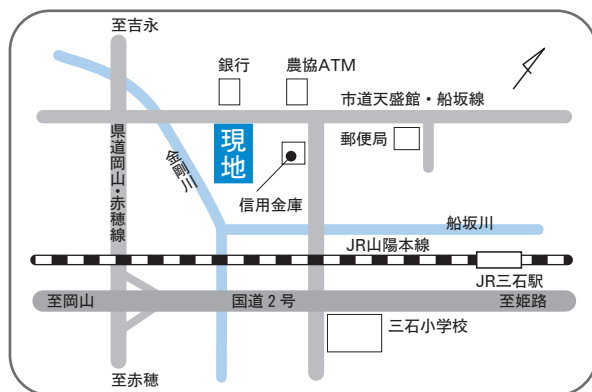 至吉永
銀行
農協ATM
市道天盛館・船坂線
県道岡山・赤穂線
金剛川
現地
郵便局
信用金庫
船坂川
JR山陽本線
JR三石駅
至岡山
国道2号
至姫路
三石小学校
至赤穂